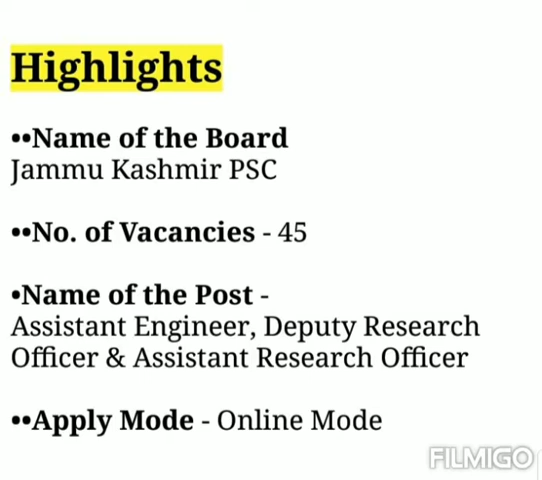 Highlights
••Name of the Board
Jammu Kashmir PSC
••No. of Vacancies - 45
•Name of the Post -
Assistant Engineer, Deputy Research
Officer & Assistant Research Officer
••Apply Mode - Online Mode
FILMIGO